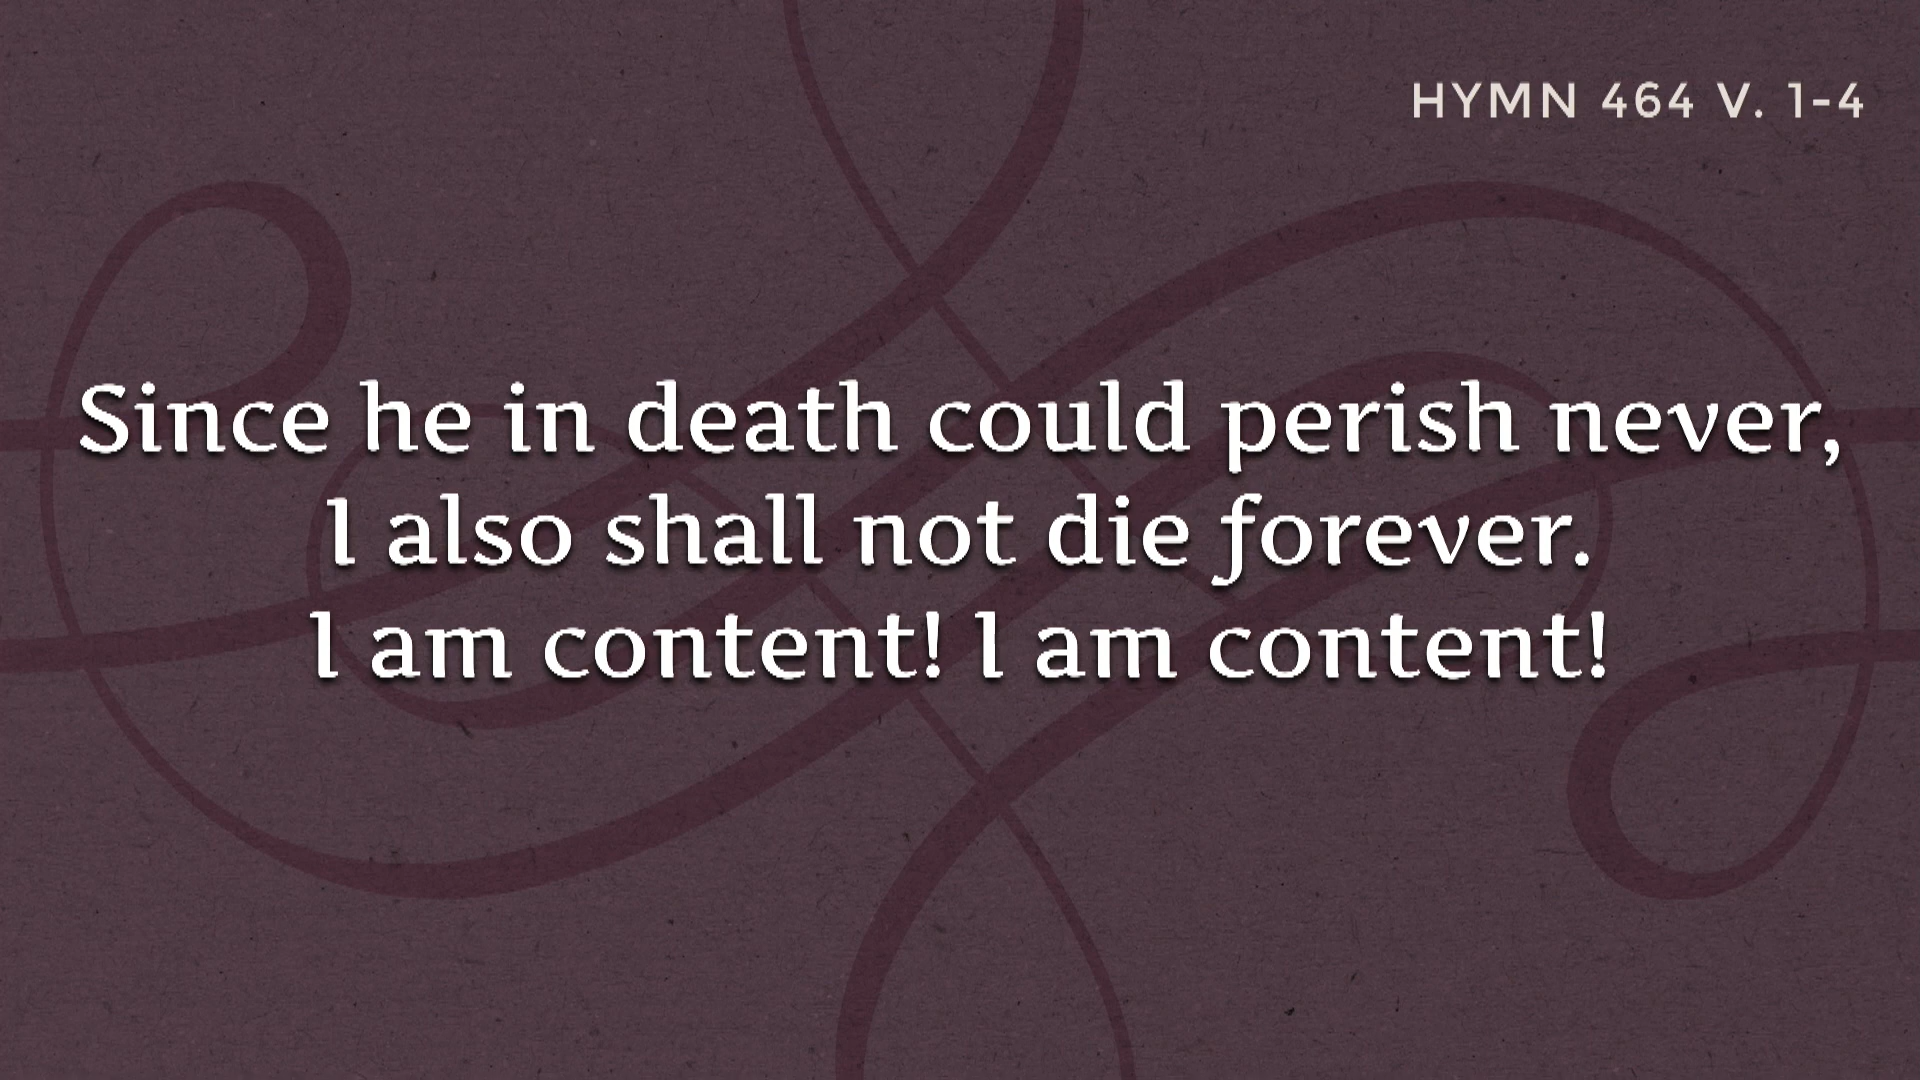 HYMN 464 V. 1-4
Since he in death could perish never,
I also shall not die forever.
I am content! I am content!